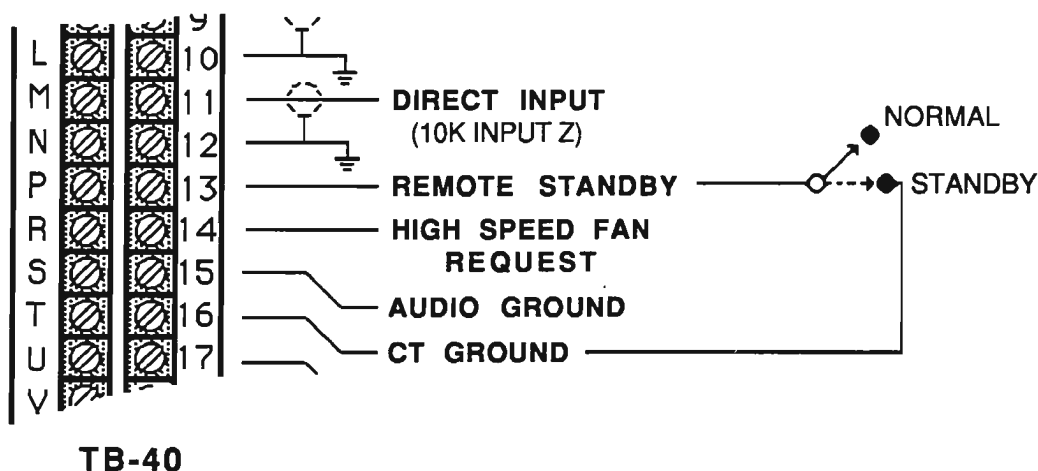 9
L 10
M 11 DIRECT INPUT
(10K INPUT Z)
NORMAL
N 12
P 13 REMOTE STANDBY STANDBY
R 14 HIGH SPEED FAN
REQUEST
S 15
AUDIO GROUND
T 16
CT GROUND
U 17
V
TB-40